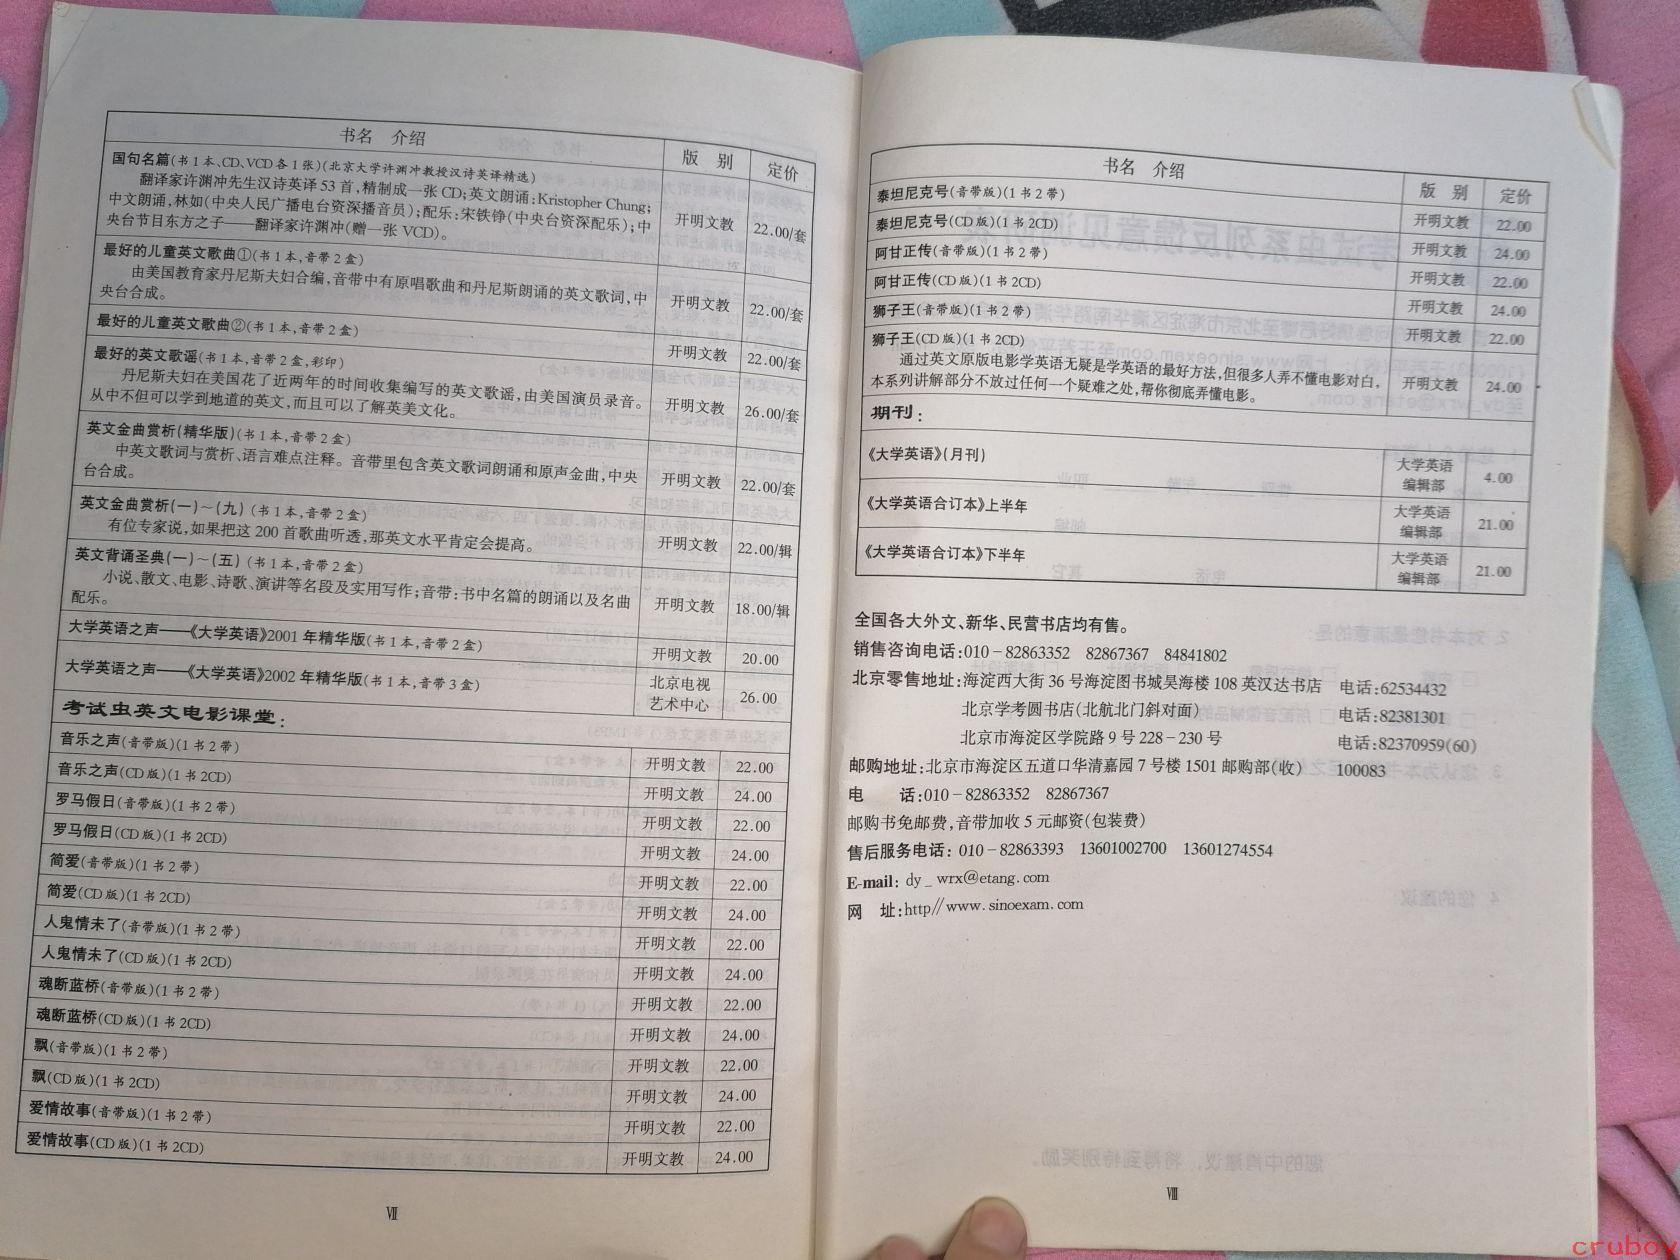 书名 介绍 版 别 定价
国句名篇(书1本、CD、VCD各1张)(北京大学许渊冲教授汉诗英译精选)
翻译家许渊冲先生汉诗英译53首,精制成一张CD;英文朗诵:Kristopher Chung;
中文朗诵,林如(中央人民广播电台资深播音员);配乐:宋铁铮(中央台资深配乐);中
央台节目东方之子——翻译家许渊冲(赠一张VCD)。 开明文教 22.00/套
最好的儿童英文歌曲①(书1本,音带2盒)
由美国教育家丹尼斯夫妇合编,音带中有原唱歌曲和丹尼斯朗诵的英文歌词,中
央台合成。 开明文教 22.00/套
最好的儿童英文歌曲②(书1本,音带2盒) 开明文教 22.00/套
最好的英文歌谣(书1本,音带2盒,彩印)
丹尼斯夫妇在美国花了近两年的时间收集编写的英文歌谣,由美国演员录音。
从中不但可以学到地道的英文,而且可以了解英美文化。 开明文教 26.00/套
英文金曲赏析(精华版)(书1本,音带2盒)
中英文歌词与赏析、语言难点注释。音带里包含英文歌词朗诵和原声金曲,中央
台合成。 开明文教 22.00/套
英文金曲赏析(一)~(九)(书1本,音带2盒)
有位专家说,如果把这200首歌曲听透,那英文水平肯定会提高。 开明文教 22.00/辑
英文背诵圣典(一)~(五)(书1本,音带2盒)
小说、散文、电影、诗歌、演讲等名段及实用写作;音带:书中名篇的朗诵以及名曲
配乐。 开明文教 18.00/辑
大学英语之声——《大学英语》2001年精华版(书1本,音带2盒) 开明文教 20.00
大学英语之声——《大学英语》2002年精华版(书1本,音带3盒) 北京电视艺术中心 26.00
考试虫英文电影课堂:
音乐之声(音带版)(1书2带) 开明文教 22.00
音乐之声(CD版)(1书2CD) 开明文教 24.00
罗马假日(音带版)(1书2带) 开明文教 22.00
罗马假日(CD版)(1书2CD) 开明文教 24.00
简爱(音带版)(1书2带) 开明文教 22.00
简爱(CD版)(1书2CD) 开明文教 24.00
人鬼情未了(音带版)(1书2带) 开明文教 22.00
人鬼情未了(CD版)(1书2CD) 开明文教 24.00
魂断蓝桥(音带版)(1书2带) 开明文教 22.00
魂断蓝桥(CD版)(1书2CD) 开明文教 24.00
飘(音带版)(1书2带) 开明文教 22.00
飘(CD版)(1书2CD) 开明文教 24.00
爱情故事(音带版)(1书2带) 开明文教 22.00
爱情故事(CD版)(1书2CD) 开明文教 24.00
Ⅶ
书名 介绍 版 别 定价
泰坦尼克号(音带版)(1书2带) 开明文教 22.00
泰坦尼克号(CD版)(1书2CD) 开明文教 24.00
阿甘正传(音带版)(1书2带) 开明文教 22.00
阿甘正传(CD版)(1书2CD) 开明文教 24.00
狮子王(音带版)(1书2带) 开明文教 22.00
狮子王(CD版)(1书2CD)
通过英文原版电影学英语无疑是学英语的最好方法,但很多人弄不懂电影对白,
本系列讲解部分不放过任何一个疑难之处,帮你彻底弄懂电影。 开明文教 24.00
期刊:
《大学英语》(月刊) 大学英语编辑部 4.00
《大学英语合订本》上半年 大学英语编辑部 21.00
《大学英语合订本》下半年 大学英语编辑部 21.00
全国各大外文、新华、民营书店均有售。
销售咨询电话:010-82863352 82867367 84841802
北京零售地址:海淀西大街36号海淀图书城昊海楼108英汉达书店 电话:62534432
北京学考圆书店(北航北门斜对面) 电话:82381301
北京市海淀区学院路9号228-230号 电话:82370959(60)
邮购地址:北京市海淀区五道口华清嘉园7号楼1501邮购部(收) 100083
电 话:010-82863352 82867367
邮购书免邮费,音带加收5元邮资(包装费)
售后服务电话: 010-82863393 13601002700 13601274554
E-mail: dy_wrx@etang.com
网 址:http//www.sinoexam.com
Ⅷ
cruboy